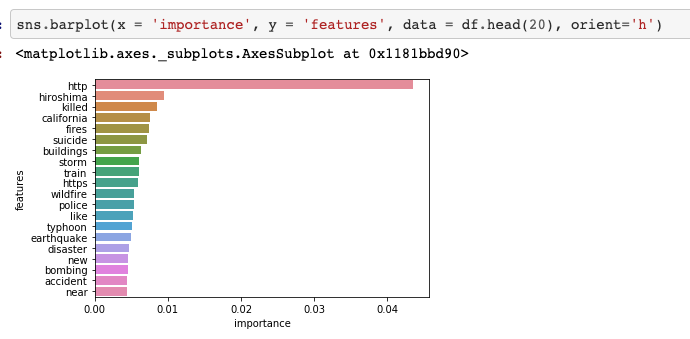 sns.barplot(x = 'importance', y = 'features', data = df.head(20), orient='h')
<matplotlib.axes._subplots.AxesSubplot at 0x1181bbd90>
http
hiroshima
killed
california
fires
suicide
buildings
storm
train
https
wildfire
police
like
typhoon
earthquake
disaster
new
bombing
accident
near
features
0.00 0.01 0.02 0.03 0.04
importance